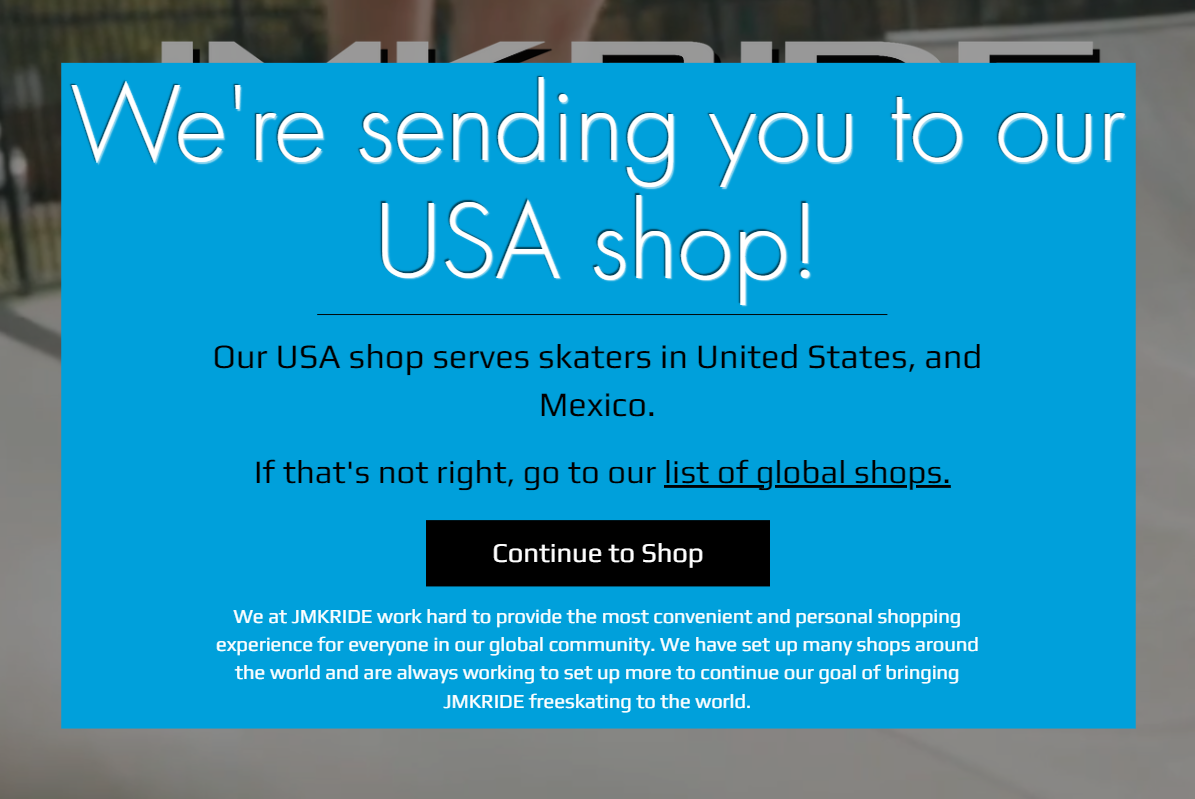 JMKRIDE
We're sending you to our
USA shop!
Our USA shop serves skaters in United States, and
Mexico.
If that's not right, go to our list of global shops.
Continue to Shop
We at JMKRIDE work hard to provide the most convenient and personal shopping
experience for everyone in our global community. We have set up many shops around
the world and are always working to set up more to continue our goal of bringing
JMKRIDE freeskating to the world.